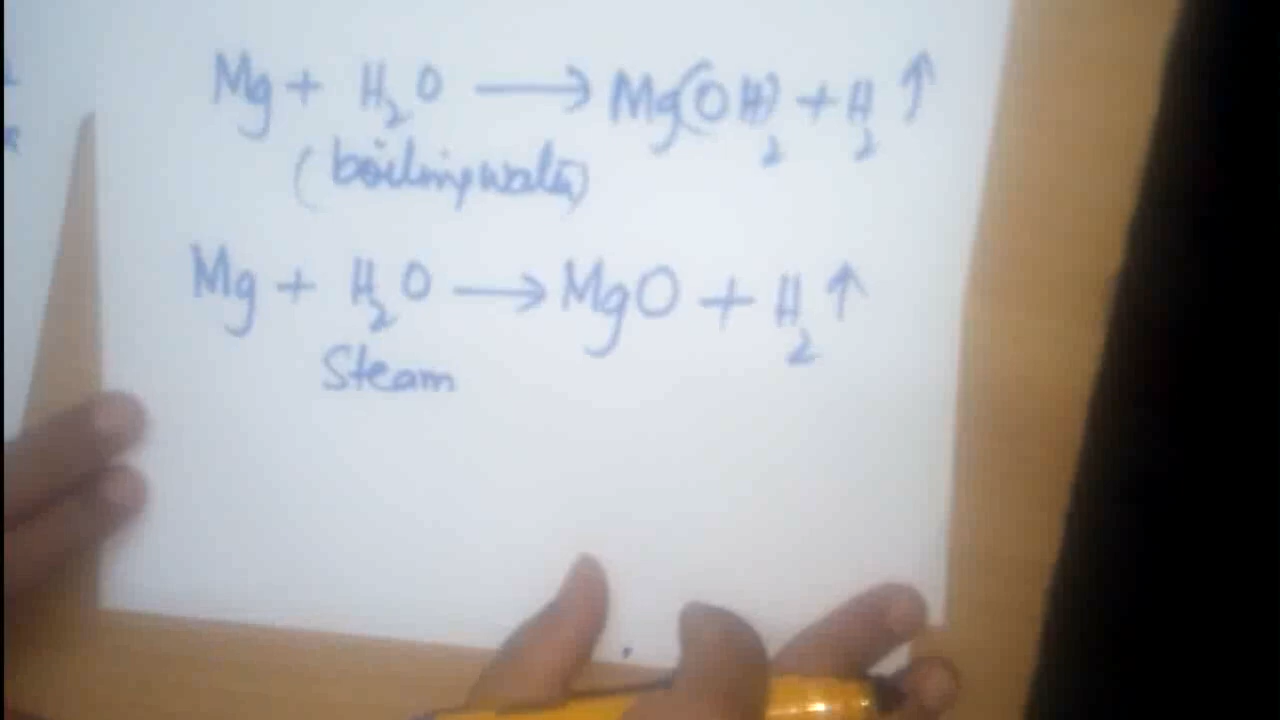 Mg + H₂O ⟶ Mg(OH)₂ + H₂ ↑
(boiling water)
Mg + H₂O ⟶ MgO + H₂ ↑
Steam